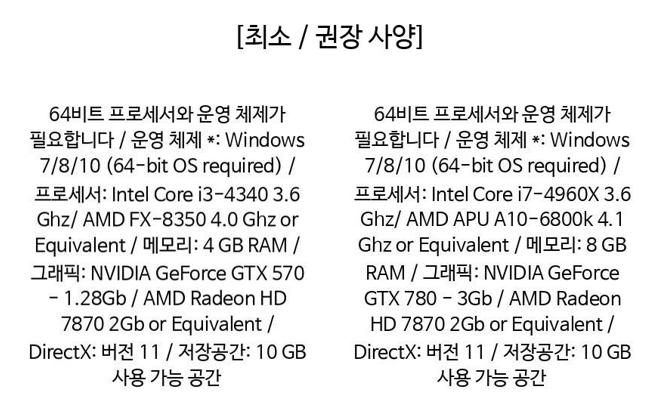 [최소 / 권장 사양]
64비트 프로세서와 운영 체제가
필요합니다 / 운영 체제 *: Windows
7/8/10 (64-bit OS required) /
프로세서: Intel Core i3-4340 3.6
Ghz/ AMD FX-8350 4.0 Ghz or
Equivalent / 메모리: 4 GB RAM /
그래픽: NVIDIA GeForce GTX 570
- 1.28Gb / AMD Radeon HD
7870 2Gb or Equivalent /
DirectX: 버전 11 / 저장공간: 10 GB
사용 가능 공간
64비트 프로세서와 운영 체제가
필요합니다 / 운영 체제 *: Windows
7/8/10 (64-bit OS required) /
프로세서: Intel Core i7-4960X 3.6
Ghz/ AMD APU A10-6800k 4.1
Ghz or Equivalent / 메모리: 8 GB
RAM / 그래픽: NVIDIA GeForce
GTX 780 - 3Gb / AMD Radeon
HD 7870 2Gb or Equivalent /
DirectX: 버전 11 / 저장공간: 10 GB
사용 가능 공간